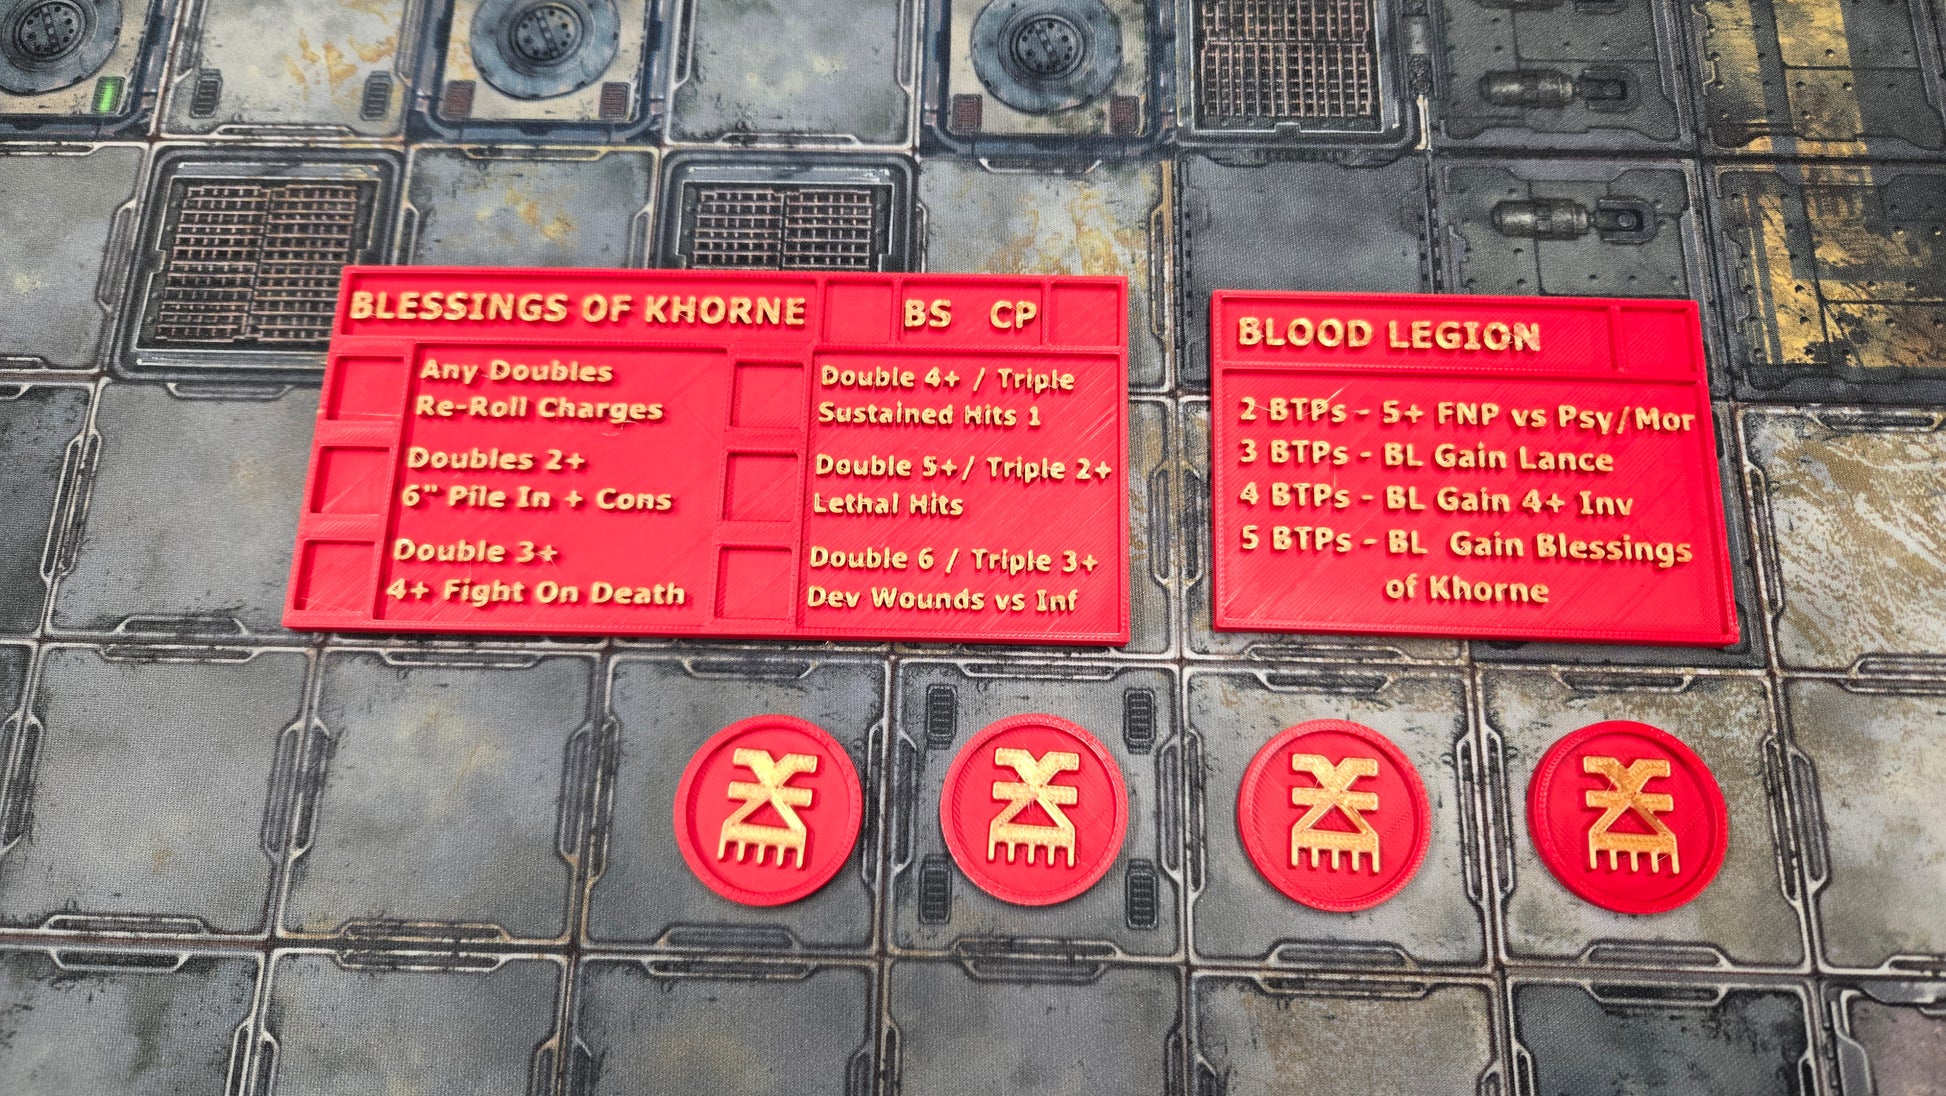 BLESSINGS OF KHORNE
BS CP
Any Doubles
Re-Roll Charges
Doubles 2+
6" Pile In + Cons
Double 3+
4+ Fight On Death
Double 4+ / Triple
Sustained Hits 1
Double 5+/ Triple 2+
Lethal Hits
Double 6 / Triple 3+
Dev Wounds vs Inf
BLOOD LEGION
2 BTPs - 5+ FNP vs Psy/Mor
3 BTPs - BL Gain Lance
4 BTPs - BL Gain 4+ Inv
5 BTPs - BL Gain Blessings
of Khorne